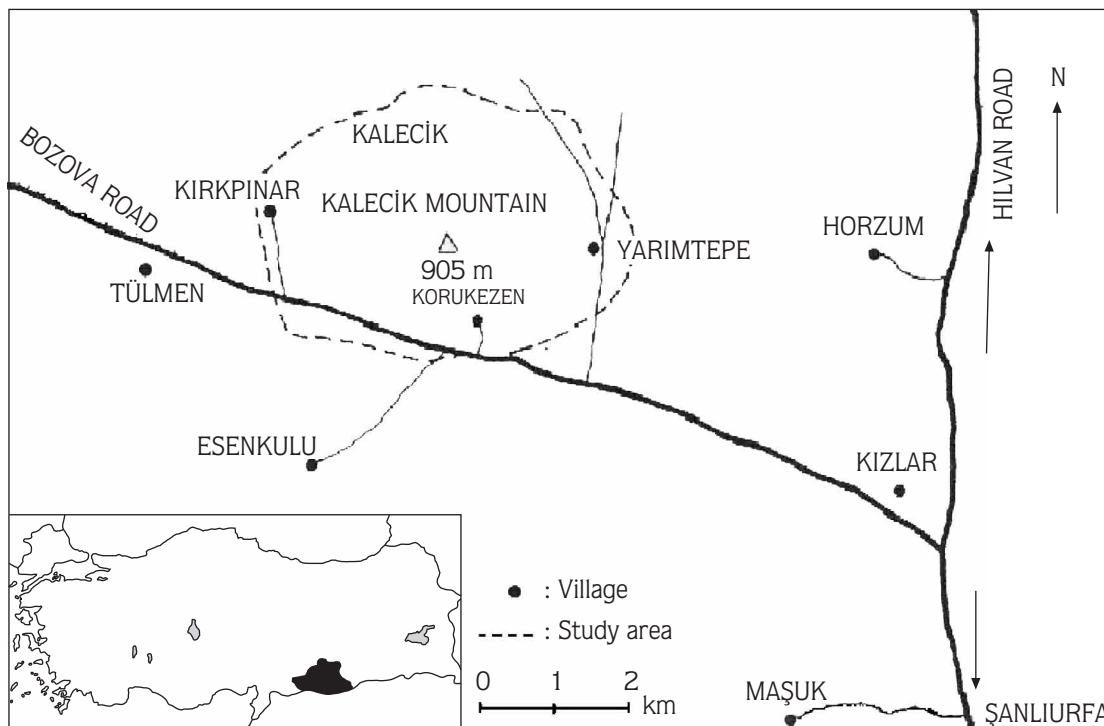 KALECİK
BOZOVA ROAD
KIRKPINAR
KALECİK MOUNTAIN
905 m
KORUKEZEN
YARIMTEPE
TÜLMEN
HORZUM
HILVAN ROAD
N
ESENKULU
KIZLAR
: Village
: Study area
0 1 2
km
MAŞUK
ŞANLIURFA